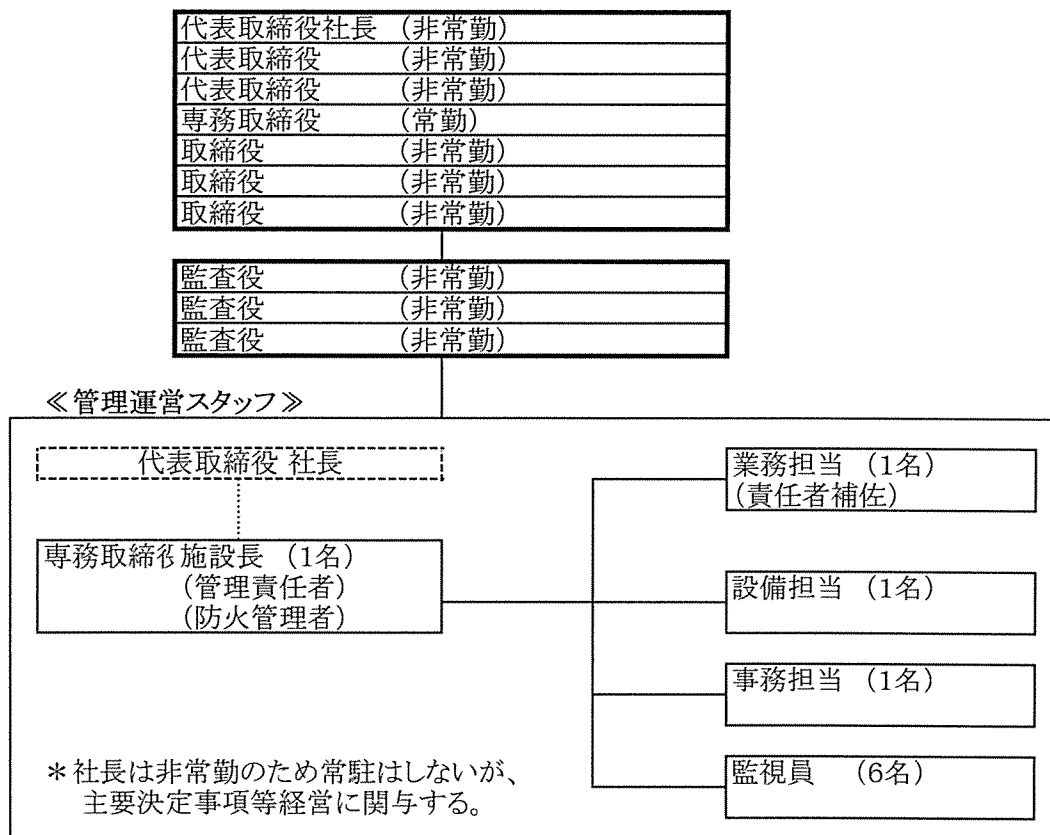 代表取締役社長 (非常勤)
代表取締役 (非常勤)
代表取締役 (非常勤)
専務取締役 (常勤)
取締役 (非常勤)
取締役 (非常勤)
取締役 (非常勤)
監査役 (非常勤)
監査役 (非常勤)
監査役 (非常勤)
≪管理運営スタッフ≫
代表取締役 社長
専務取締役施設長 (1名)
(管理責任者)
(防火管理者)
業務担当 (1名)
(責任者補佐)
設備担当 (1名)
事務担当 (1名)
監視員 (6名)
＊社長は非常勤のため常駐はしないが、
主要決定事項等経営に関与する。